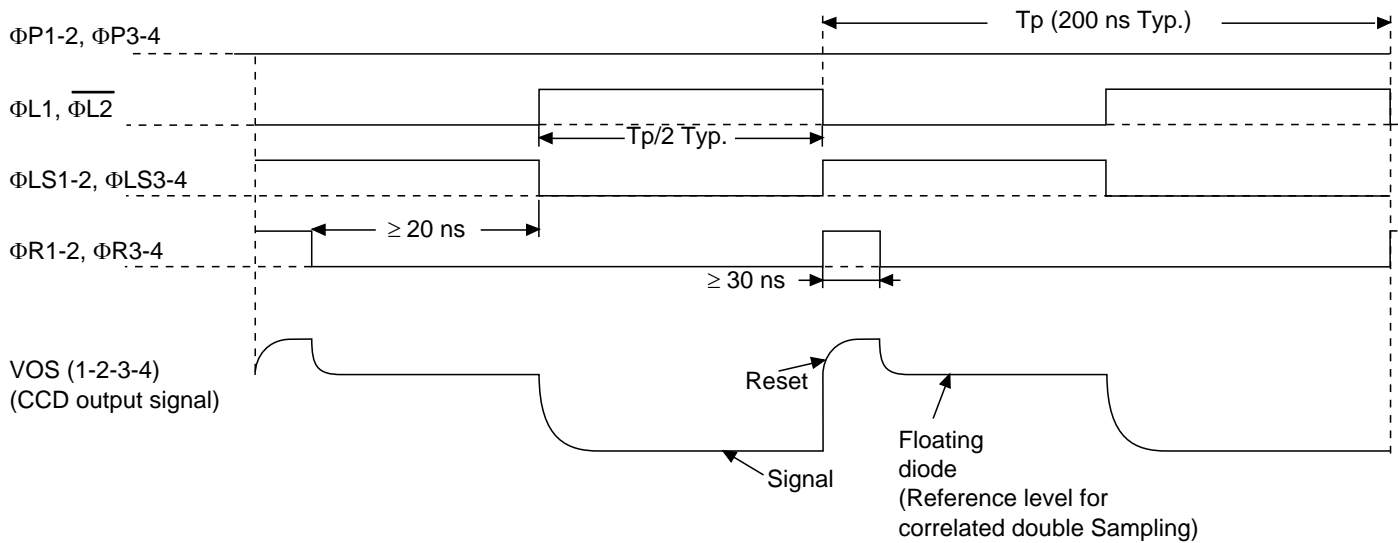 Tp (200 ns Typ.)
ΦP1-2, ΦP3-4
ΦL1, Φ̅L̅2̅
Tp/2 Typ.
ΦLS1-2, ΦLS3-4
≥ 20 ns
ΦR1-2, ΦR3-4
≥ 30 ns
VOS (1-2-3-4)
(CCD output signal)
Reset
Signal
Floating
diode
(Reference level for
correlated double Sampling)